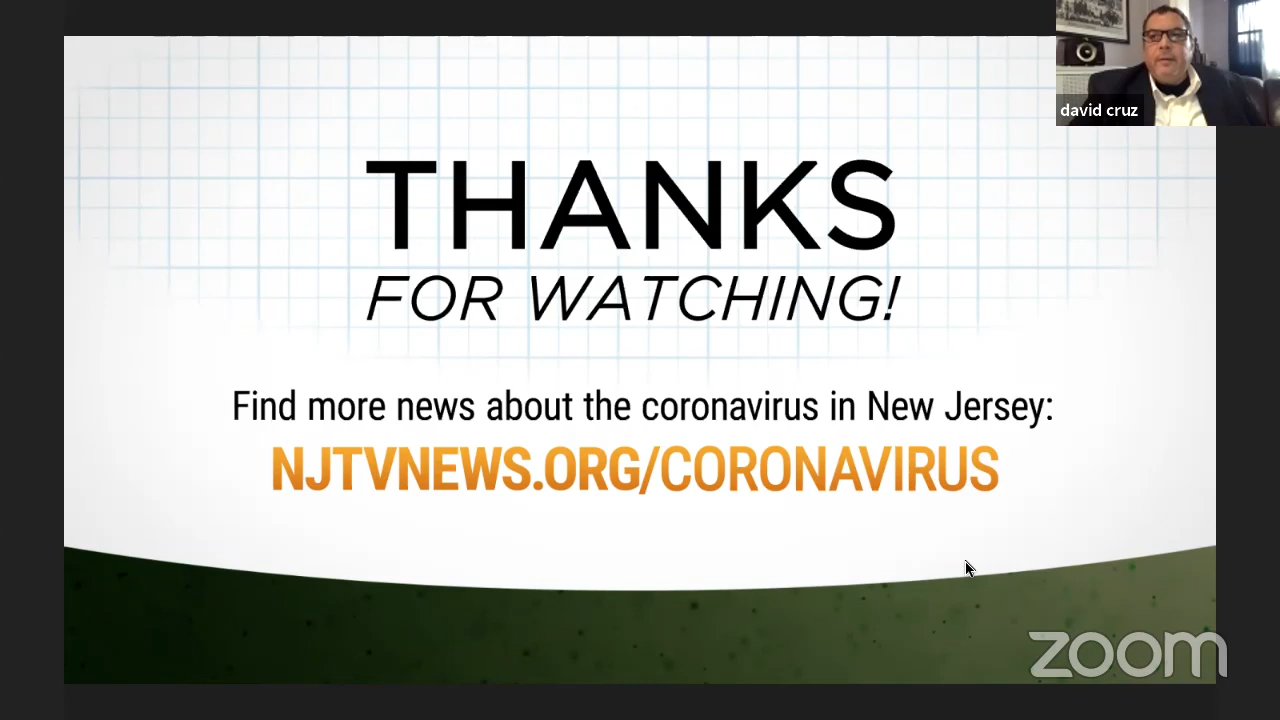 david cruz
THANKS
FOR WATCHING!
Find more news about the coronavirus in New Jersey:
NJTVNEWS.ORG/CORONAVIRUS
zoom